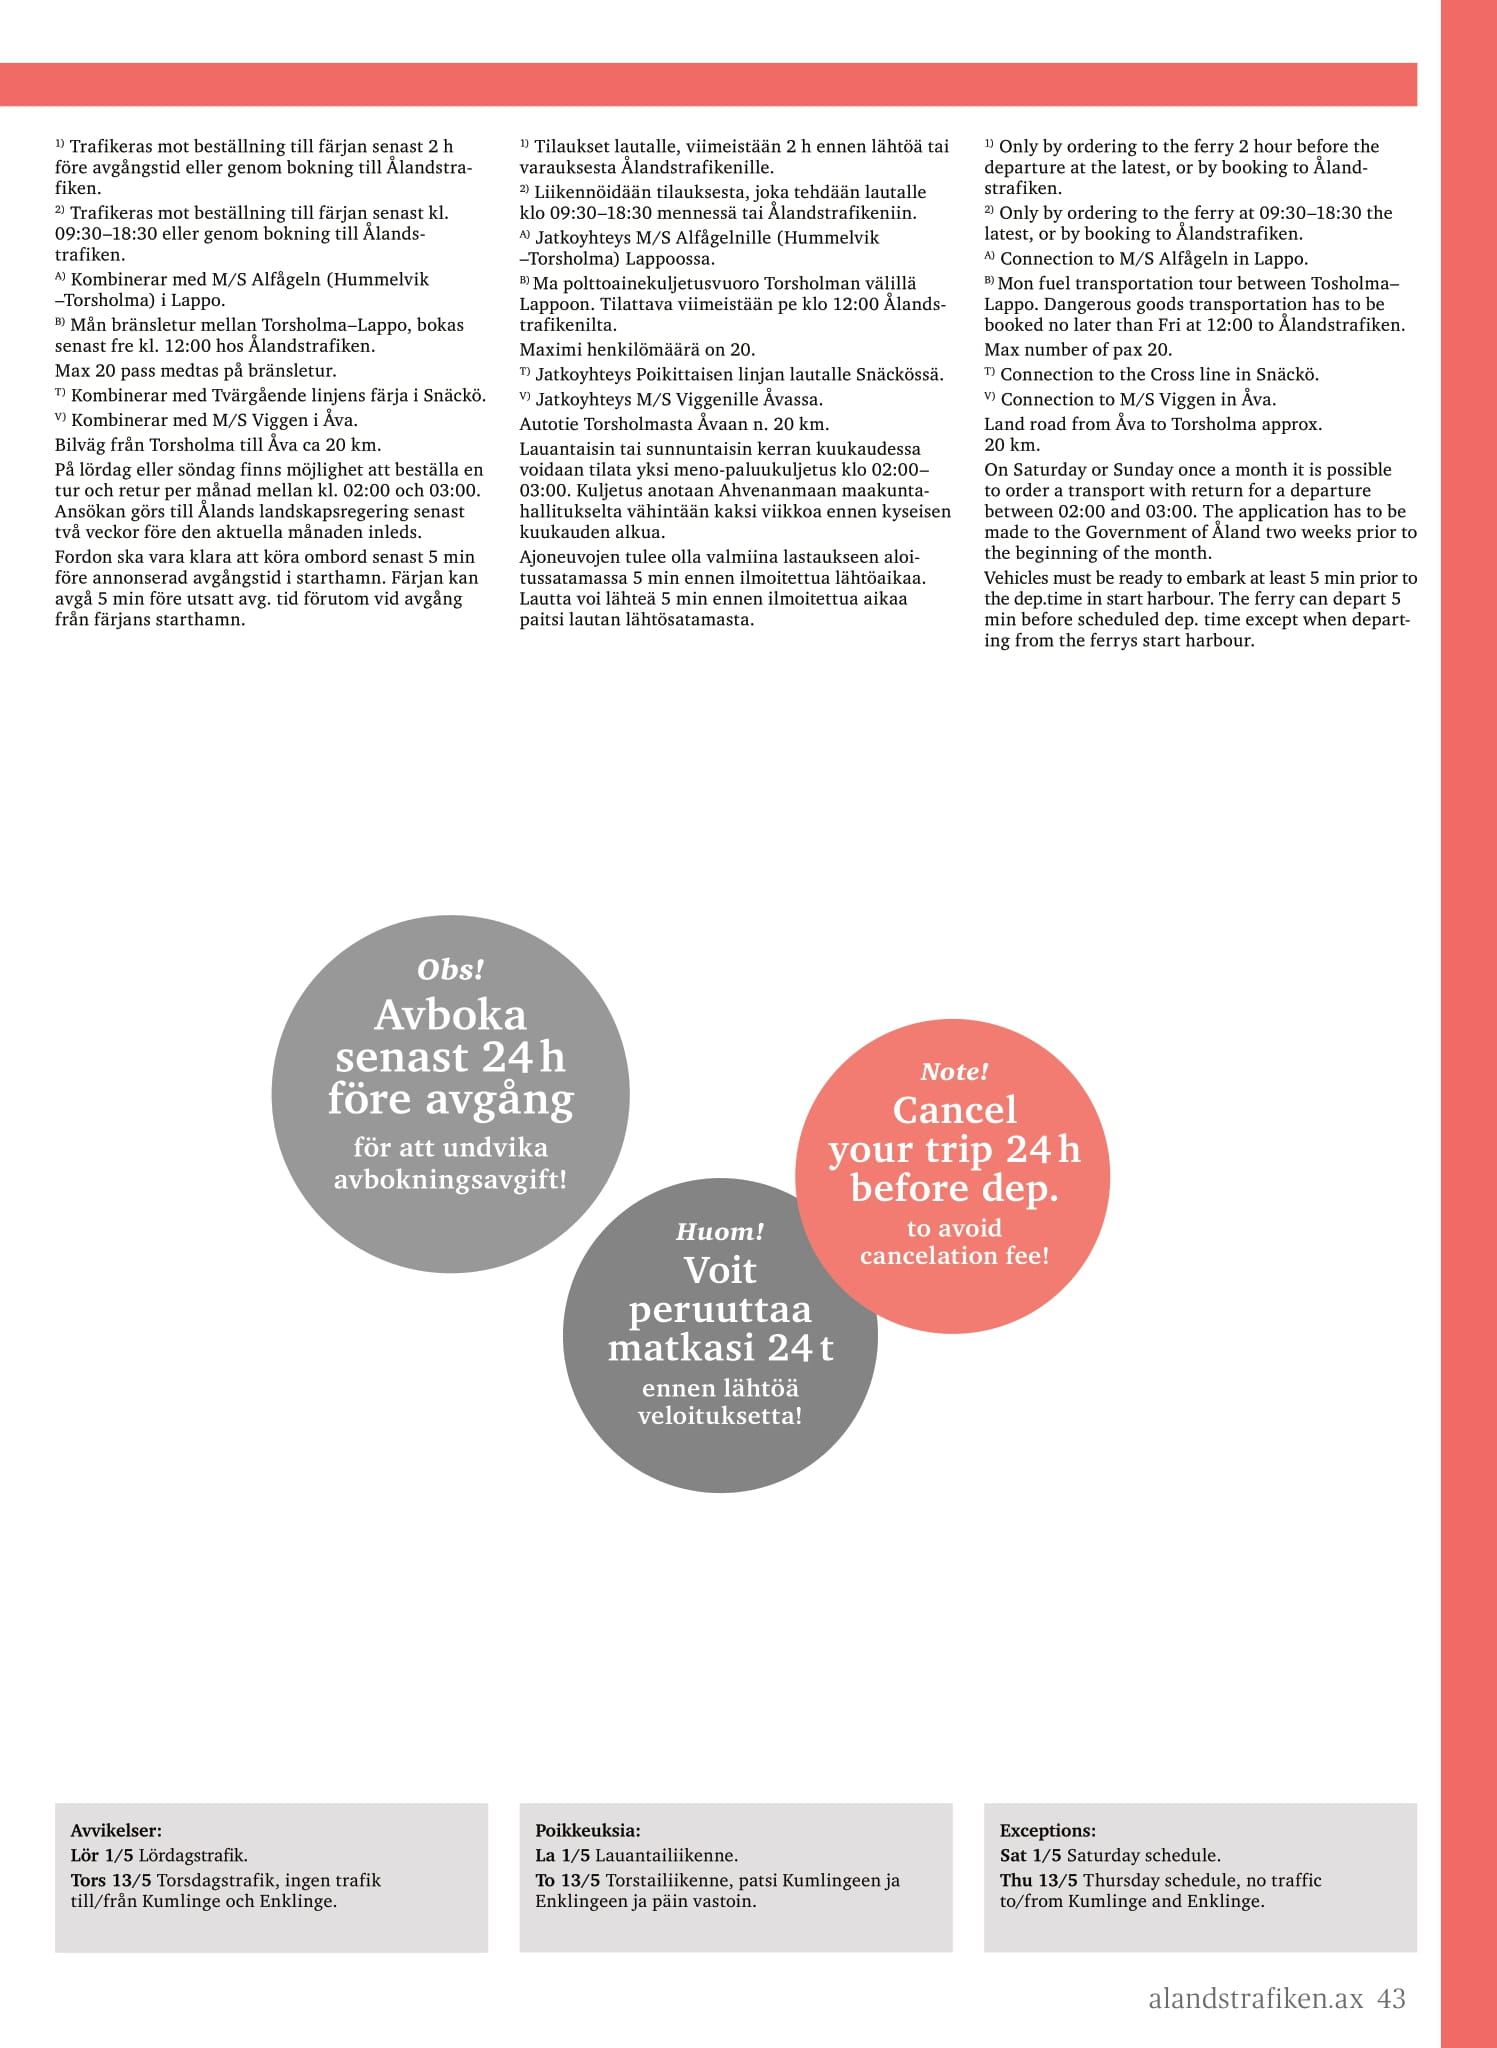 1) Trafikeras mot beställning till färjan senast 2 h
före avgångstid eller genom bokning till Ålandstra-
fiken.
2) Trafikeras mot beställning till färjan senast kl.
09:30–18:30 eller genom bokning till Ålands-
trafiken.
A) Kombinerar med M/S Alfågeln (Hummelvik
–Torsholma) i Lappo.
B) Mån bränsletur mellan Torsholma–Lappo, bokas
senast fre kl. 12:00 hos Ålandstrafiken.
Max 20 pass medtas på bränsletur.
T) Kombinerar med Tvärgående linjens färja i Snäckö.
V) Kombinerar med M/S Viggen i Åva.
Bilväg från Torsholma till Åva ca 20 km.
På lördag eller söndag finns möjlighet att beställa en
tur och retur per månad mellan kl. 02:00 och 03:00.
Ansökan görs till Ålands landskapsregering senast
två veckor före den aktuella månaden inleds.
Fordon ska vara klara att köra ombord senast 5 min
före annonserad avgångstid i starthamn. Färjan kan
avgå 5 min före utsatt avg. tid förutom vid avgång
från färjans starthamn.
1) Tilaukset lautalle, viimeistään 2 h ennen lähtöä tai
varauksesta Ålandstrafikenille.
2) Liikennöidään tilauksesta, joka tehdään lautalle
klo 09:30–18:30 mennessä tai Ålandstrafikeniin.
A) Jatkoyhteys M/S Alfågelnille (Hummelvik
–Torsholma) Lappoossa.
B) Ma polttoainekuljetusvuoro Torsholman välillä
Lappoon. Tilattava viimeistään pe klo 12:00 Ålands-
trafikenilta.
Maximi henkilömäärä on 20.
T) Jatkoyhteys Poikittaisen linjan lautalle Snäckössä.
V) Jatkoyhteys M/S Viggenille Åvassa.
Autotie Torsholmasta Åvaan n. 20 km.
Lauantaisin tai sunnuntaisin kerran kuukaudessa
voidaan tilata yksi meno-paluukuljetus klo 02:00–
03:00. Kuljetus anotaan Ahvenanmaan maakunta-
hallitukselta vähintään kaksi viikkoa ennen kyseisen
kuukauden alkua.
Ajoneuvojen tulee olla valmiina lastaukseen aloi-
tussatamassa 5 min ennen ilmoitettua lähtöaikaa.
Lautta voi lähteä 5 min ennen ilmoitettua aikaa
paitsi lautan lähtösatamasta.
1) Only by ordering to the ferry 2 hour before the
departure at the latest, or by booking to Åland-
strafiken.
2) Only by ordering to the ferry at 09:30–18:30 the
latest, or by booking to Ålandstrafiken.
A) Connection to M/S Alfågeln in Lappo.
B) Mon fuel transportation tour between Tosholma–
Lappo. Dangerous goods transportation has to be
booked no later than Fri at 12:00 to Ålandstrafiken.
Max number of pax 20.
T) Connection to the Cross line in Snäckö.
V) Connection to M/S Viggen in Åva.
Land road from Åva to Torsholma approx.
20 km.
On Saturday or Sunday once a month it is possible
to order a transport with return for a departure
between 02:00 and 03:00. The application has to be
made to the Government of Åland two weeks prior to
the beginning of the month.
Vehicles must be ready to embark at least 5 min prior to
the dep.time in start harbour. The ferry can depart 5
min before scheduled dep. time except when depart-
ing from the ferrys start harbour.
Obs!
Avboka
senast 24 h
före avgång
för att undvika
avbokningsavgift!
Note!
Cancel
your trip 24 h
before dep.
to avoid
cancelation fee!
Huom!
Voit
peruuttaa
matkasi 24 t
ennen lähtöä
veloituksetta!
Avvikelser:
Lör 1/5 Lördagstrafik.
Tors 13/5 Torsdagstrafik, ingen trafik
till/från Kumlinge och Enklinge.
Poikkeuksia:
La 1/5 Lauantailiikenne.
To 13/5 Torstailiikenne, patsi Kumlingeen ja
Enklingeen ja päin vastoin.
Exceptions:
Sat 1/5 Saturday schedule.
Thu 13/5 Thursday schedule, no traffic
to/from Kumlinge and Enklinge.
alandstrafiken.ax 43